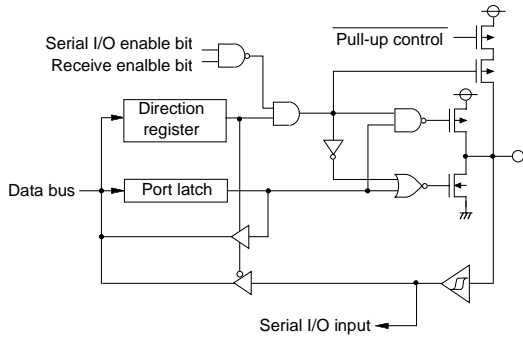 Serial I/O enable bit
Receive enalble bit
Pull-up control
Direction
register
Data bus
Port latch
Serial I/O input